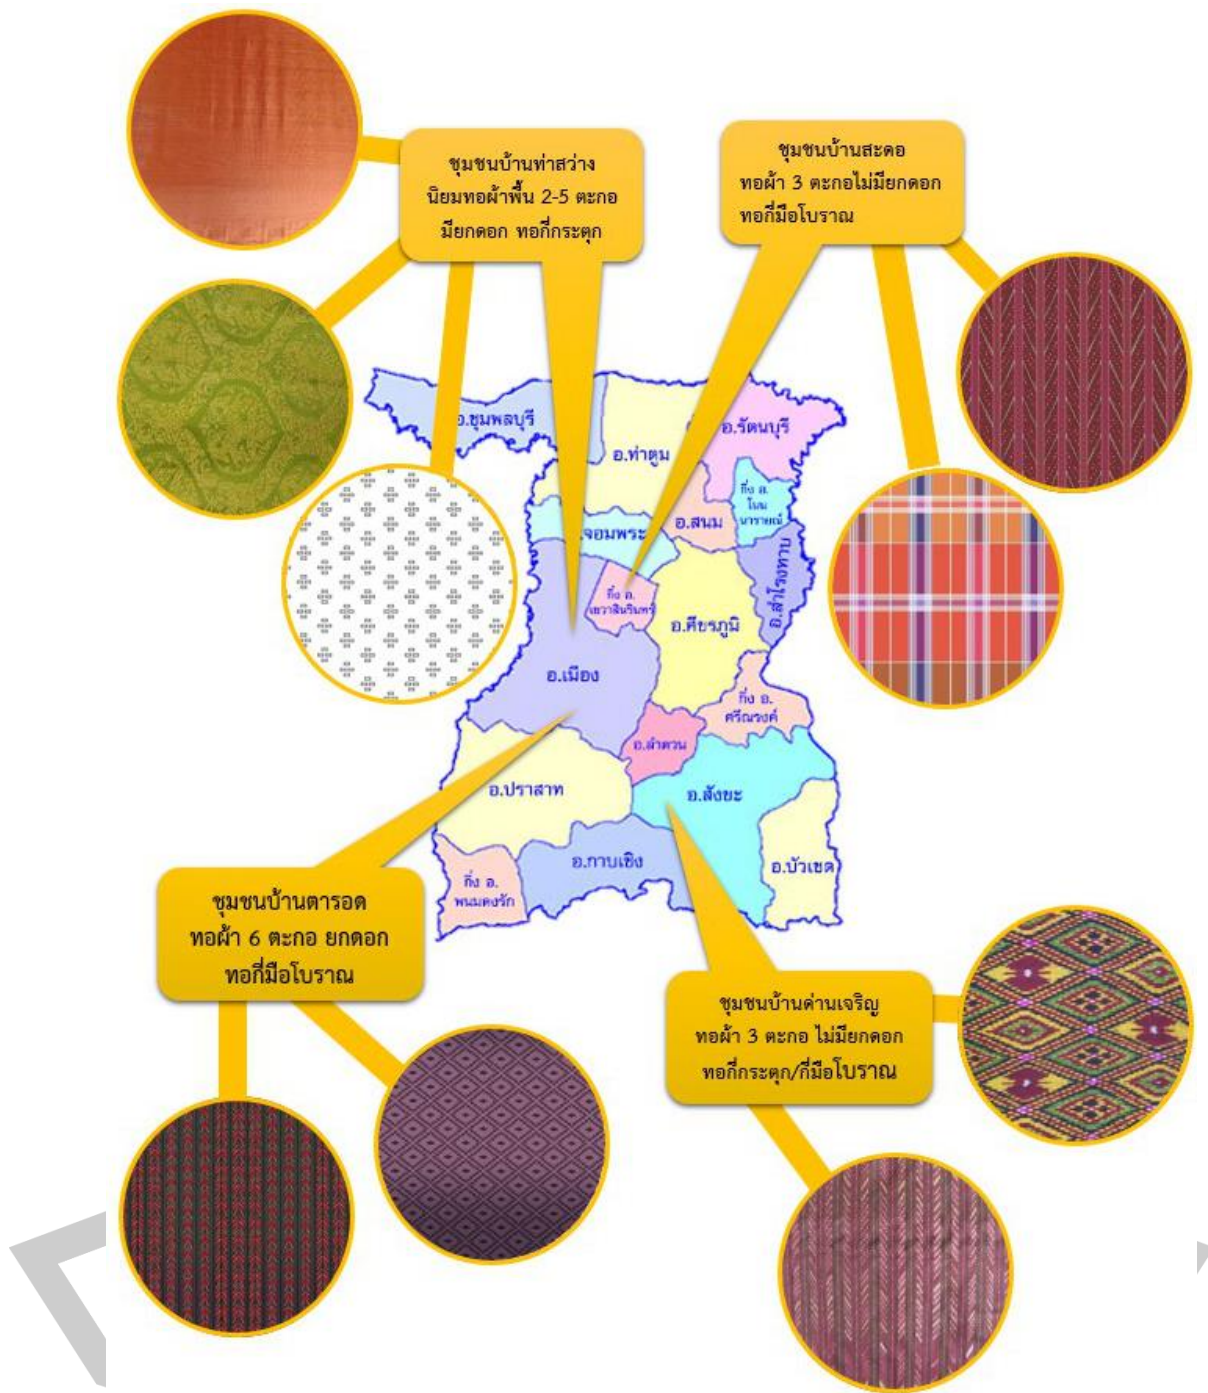 ชุมชนบ้านท่าสว่าง
นิยมทอผ้าพื้น 2-5 ตะกอ
มียกดอก ทอกี่กระตุก
ชุมชนบ้านสะดอ
ทอผ้า 3 ตะกอไม่มียกดอก
ทอกี่มือโบราณ
อ.ชุมพลบุรี
อ.ท่าตูม
อ.รัตนบุรี
กิ่ง อ.
โนน
นารายณ์
อ.สนม
จอมพระ
อ.สำโรงทาบ
กิ่ง อ.
เขวาสินรินทร์
อ.ศีขรภูมิ
อ.เมือง
กิ่ง อ.
ศรีณรงค์
อ.ลำดวน
อ.ปราสาท
อ.สังขะ
อ.กาบเชิง
อ.บัวเชด
กิ่ง อ.
พนมดงรัก
ชุมชนบ้านตารอด
ทอผ้า 6 ตะกอ ยกดอก
ทอกี่มือโบราณ
ชุมชนบ้านด่านเจริญ
ทอผ้า 3 ตะกอ ไม่มียกดอก
ทอกี่กระตุก/กี่มือโบราณ